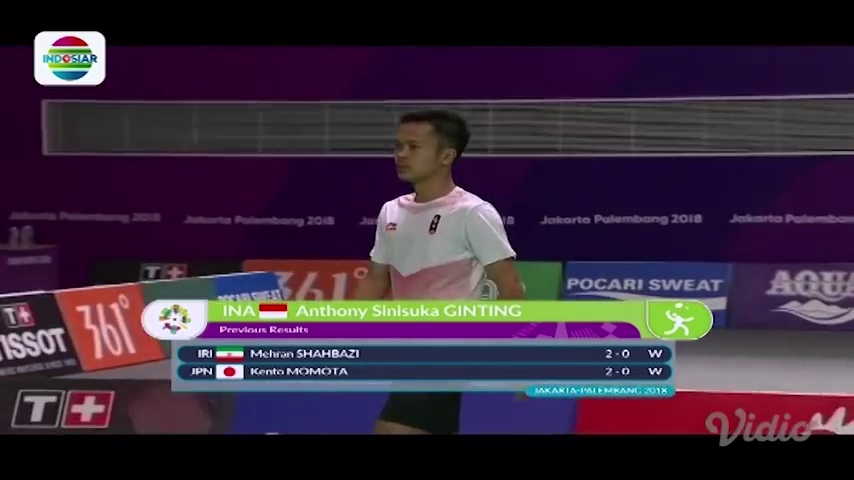 INDOSIAR
Jakarta Palembang 2018
Jakarta Palembang 2018
Jakarta Palembang 2018
Jakarta Palembang 2018
TISSOT
361°
POCARI SWEAT
361°
POCARI SWEAT
AQUA
INA Anthony Sinisuka GINTING
Previous Results
IRI Mehran SHAHBAZI 2 - 0 W
JPN Kento MOMOTA 2 - 0 W
JAKARTA-PALEMBANG 2018
Vidio